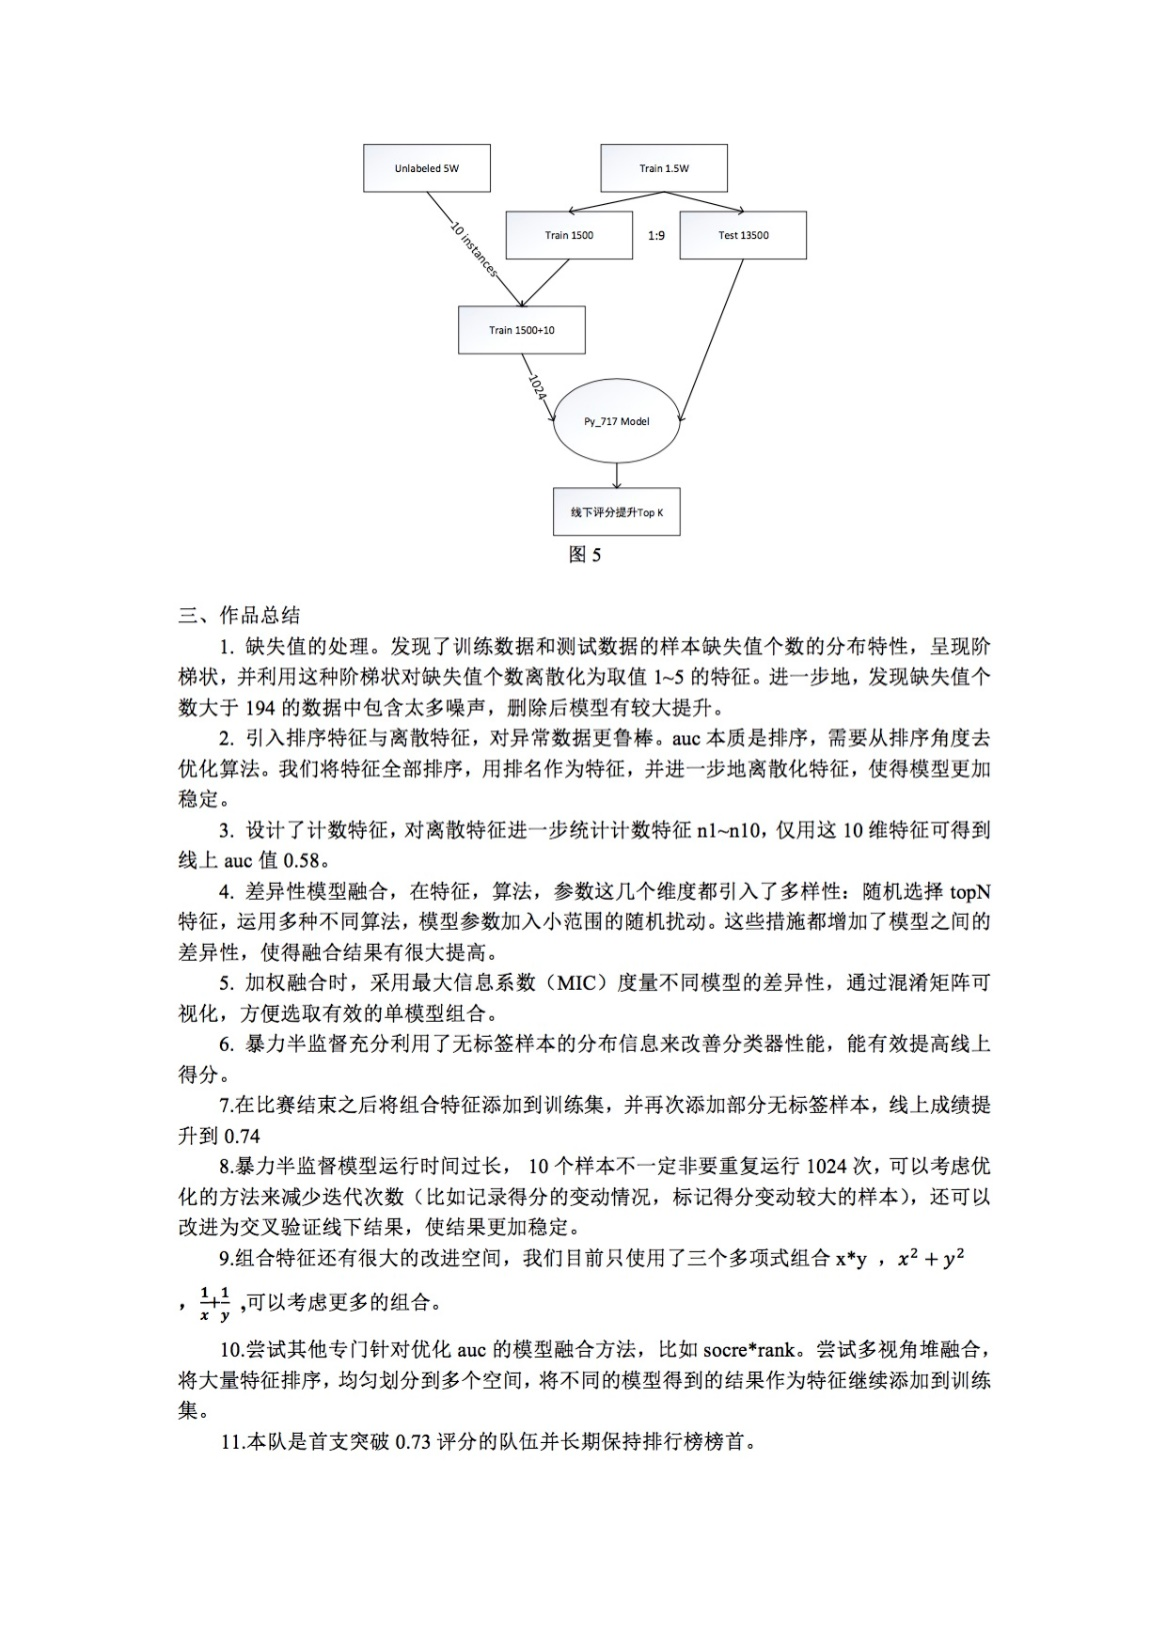 Unlabeled 5W
Train 1.5W
10 instances
Train 1500
1:9
Test 13500
Train 1500+10
1024
Py_717 Model
线下评分提升Top K
图 5
三、作品总结
1. 缺失值的处理。发现了训练数据和测试数据的样本缺失值个数的分布特性，呈现阶
梯状，并利用这种阶梯状对缺失值个数离散化为取值 1~5 的特征。进一步地，发现缺失值个
数大于 194 的数据中包含太多噪声，删除后模型有较大提升。
2. 引入排序特征与离散特征，对异常数据更鲁棒。auc 本质是排序，需要从排序角度去
优化算法。我们将特征全部排序，用排名作为特征，并进一步地离散化特征，使得模型更加
稳定。
3. 设计了计数特征，对离散特征进一步统计计数特征 n1~n10，仅用这 10 维特征可得到
线上 auc 值 0.58。
4. 差异性模型融合，在特征，算法，参数这几个维度都引入了多样性：随机选择 topN
特征，运用多种不同算法，模型参数加入小范围的随机扰动。这些措施都增加了模型之间的
差异性，使得融合结果有很大提高。
5. 加权融合时，采用最大信息系数（MIC）度量不同模型的差异性，通过混淆矩阵可
视化，方便选取有效的单模型组合。
6. 暴力半监督充分利用了无标签样本的分布信息来改善分类器性能，能有效提高线上
得分。
7.在比赛结束之后将组合特征添加到训练集，并再次添加部分无标签样本，线上成绩提
升到 0.74
8.暴力半监督模型运行时间过长， 10 个样本不一定非要重复运行 1024 次，可以考虑优
化的方法来减少迭代次数（比如记录得分的变动情况，标记得分变动较大的样本），还可以
改进为交叉验证线下结果，使结果更加稳定。
9.组合特征还有很大的改进空间，我们目前只使用了三个多项式组合 x*y ，x² + y²
，1/x+1/y ,可以考虑更多的组合。
10.尝试其他专门针对优化 auc 的模型融合方法，比如 socre*rank。尝试多视角堆融合，
将大量特征排序，均匀划分到多个空间，将不同的模型得到的结果作为特征继续添加到训练
集。
11.本队是首支突破 0.73 评分的队伍并长期保持排行榜榜首。